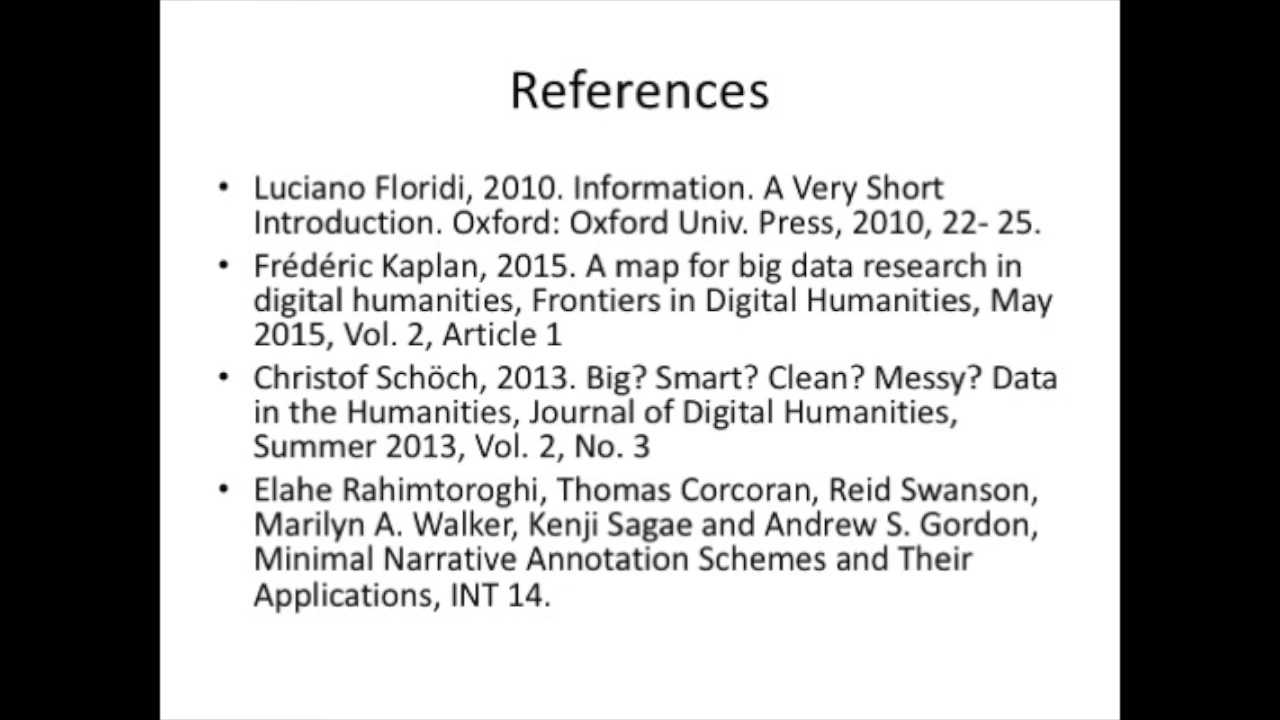 References
• Luciano Floridi, 2010. Information. A Very Short
Introduction. Oxford: Oxford Univ. Press, 2010, 22- 25.
• Frédéric Kaplan, 2015. A map for big data research in
digital humanities, Frontiers in Digital Humanities, May
2015, Vol. 2, Article 1
• Christof Schöch, 2013. Big? Smart? Clean? Messy? Data
in the Humanities, Journal of Digital Humanities,
Summer 2013, Vol. 2, No. 3
• Elahe Rahimtoroghi, Thomas Corcoran, Reid Swanson,
Marilyn A. Walker, Kenji Sagae and Andrew S. Gordon,
Minimal Narrative Annotation Schemes and Their
Applications, INT 14.